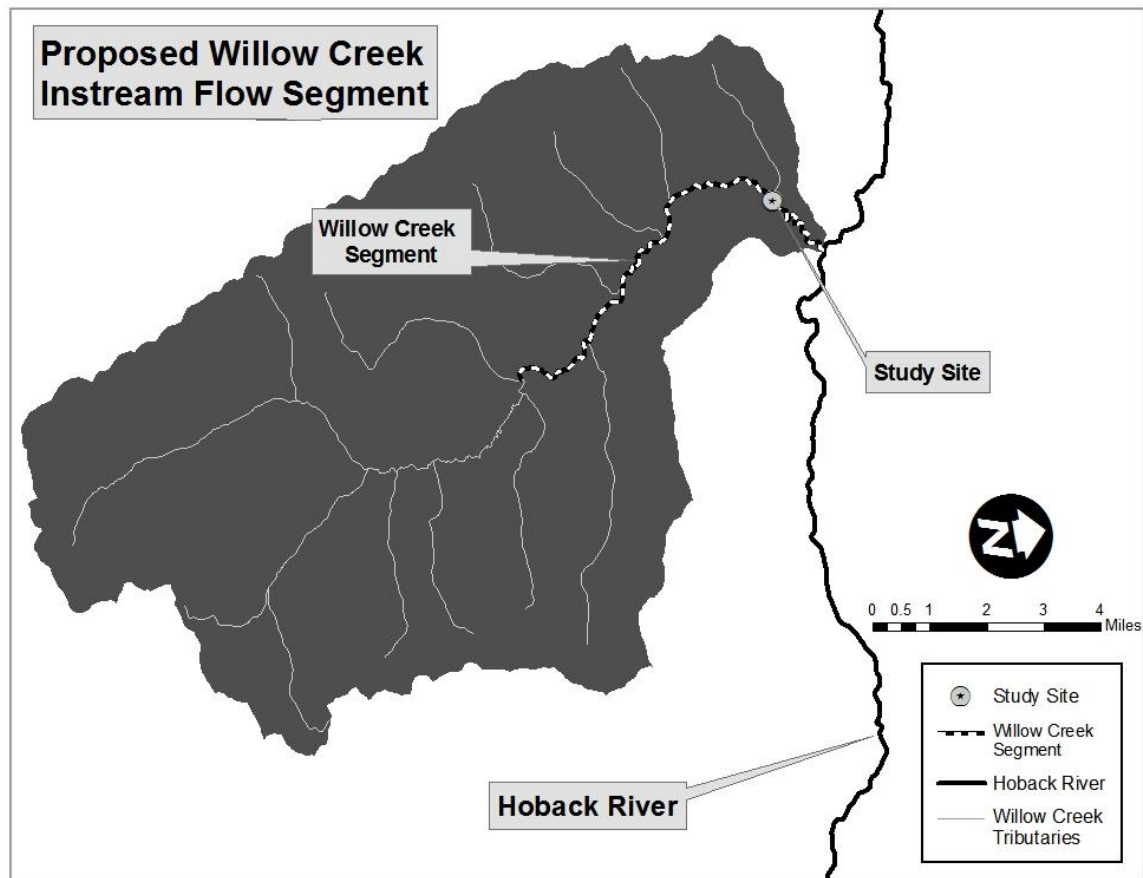 Proposed Willow Creek
Instream Flow Segment
Willow Creek
Segment
Study Site
N
0 0.5 1 2 3 4
Miles
Hoback River
Study Site
Willow Creek
Segment
Hoback River
Willow Creek
Tributaries